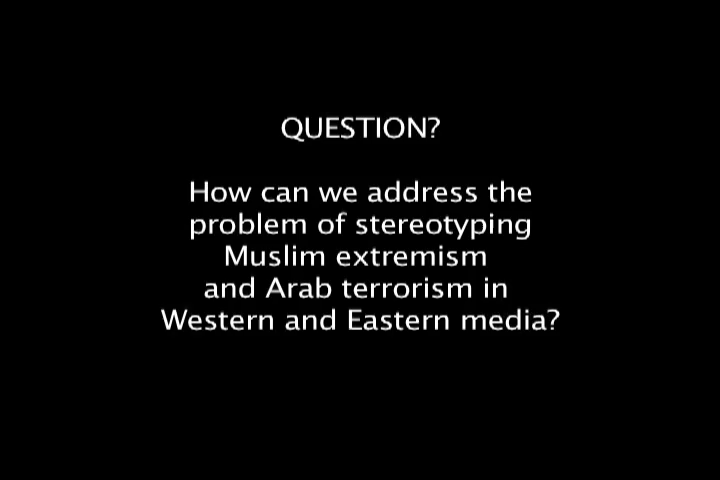 QUESTION?
How can we address the
problem of stereotyping
Muslim extremism
and Arab terrorism in
Western and Eastern media?